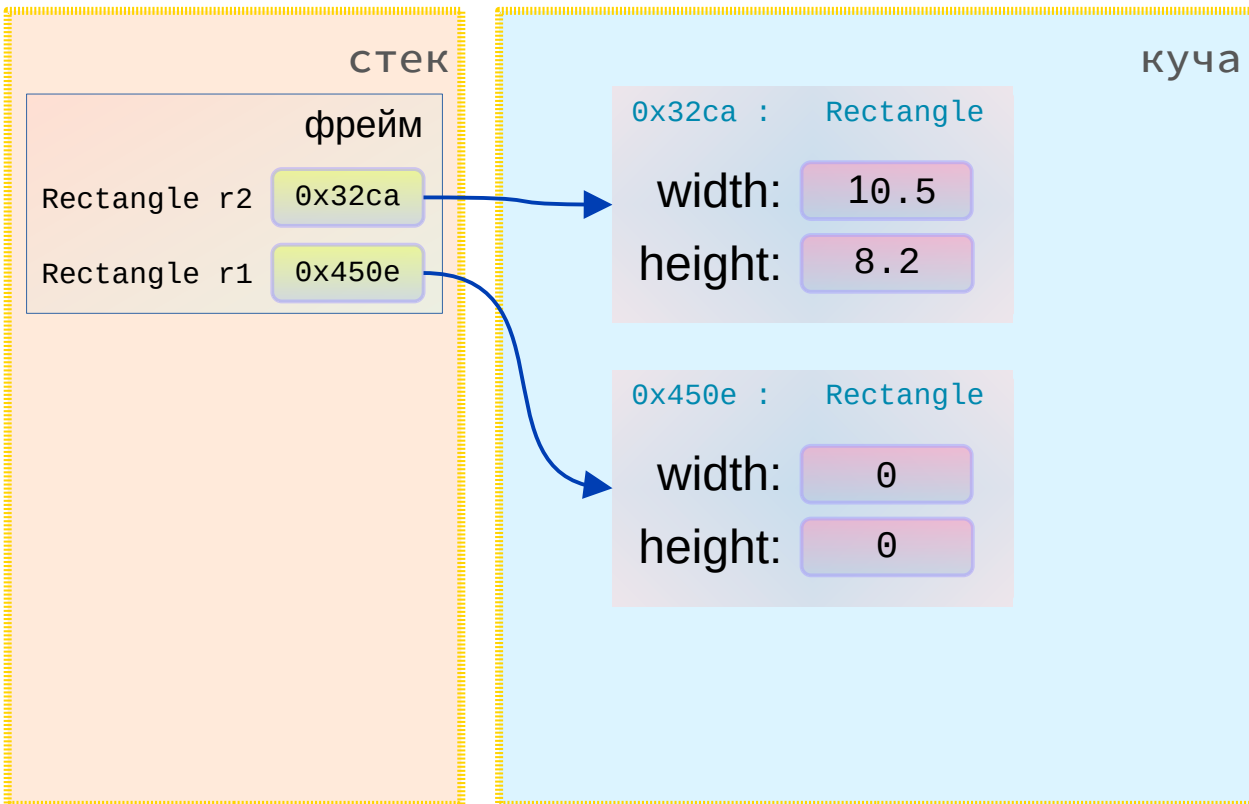 стек
фрейм
Rectangle r2 0x32ca
Rectangle r1 0x450e
куча
0x32ca : Rectangle
width: 10.5
height: 8.2
0x450e : Rectangle
width: 0
height: 0